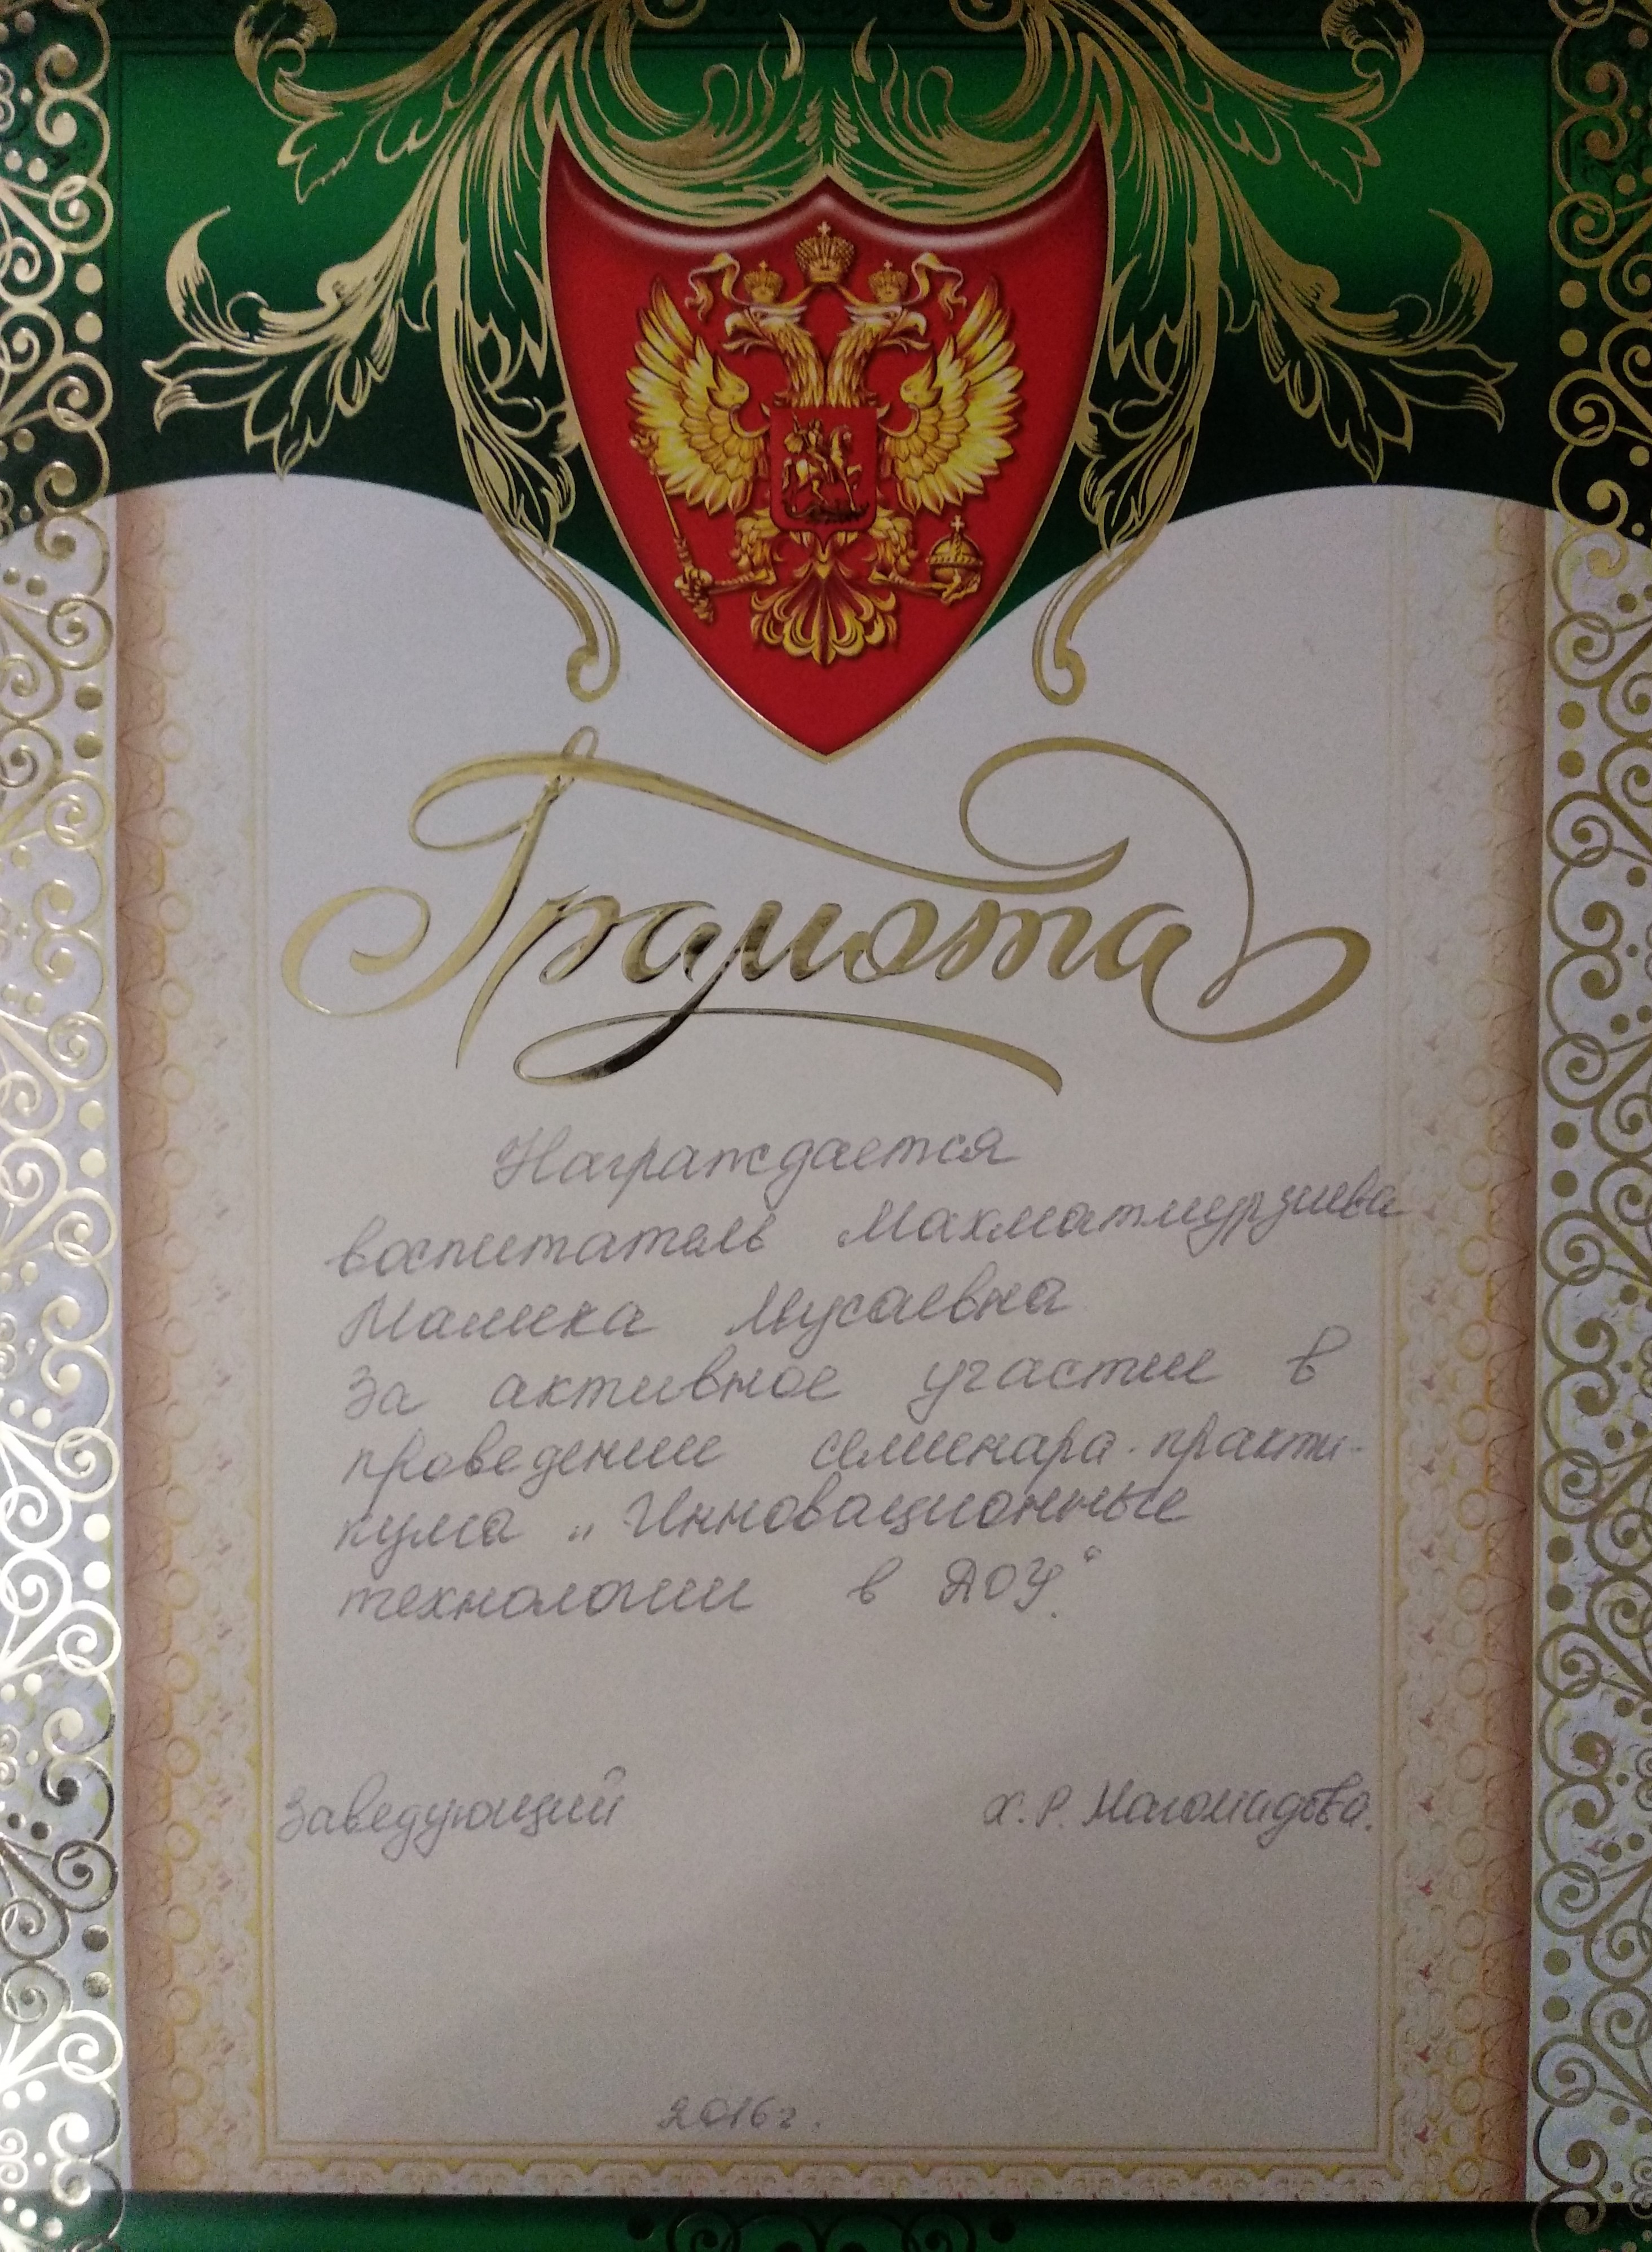 Грамота
Награждается
воспитатель Махматмурзиева
Малика Мусаевна
за активное участие в
проведении семинара-практи-
кума „Инновационные
технологии в ДОУ“.
Заведующий Х.Р. Магомадова.
2016г.